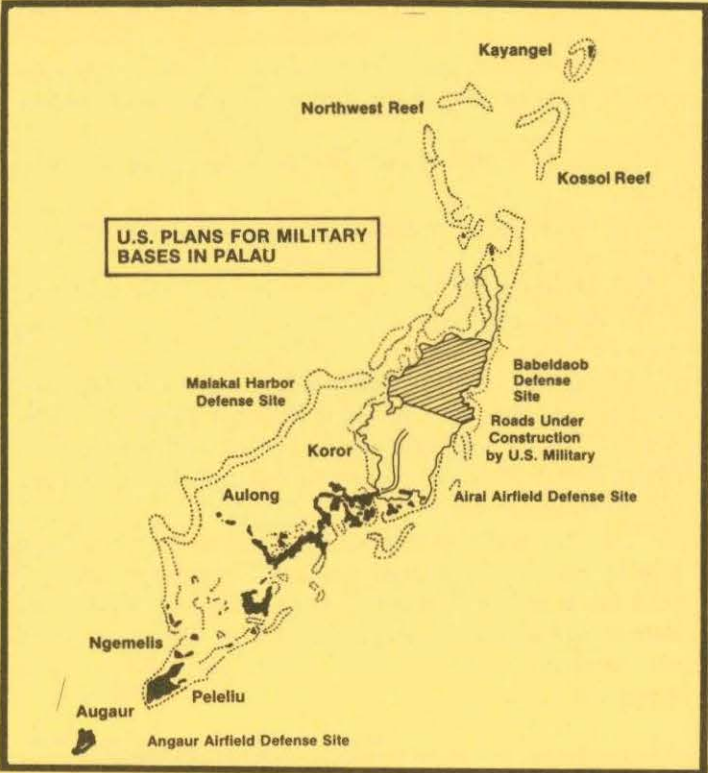 Kayangel
Northwest Reef
Kossol Reef
U.S. PLANS FOR MILITARY
BASES IN PALAU
Babeldaob
Defense
Site
Malakal Harbor
Defense Site
Roads Under
Construction
by U.S. Military
Koror
Aulong
Airal Airfield Defense Site
Ngemelis
Peleliu
Augaur
Angaur Airfield Defense Site